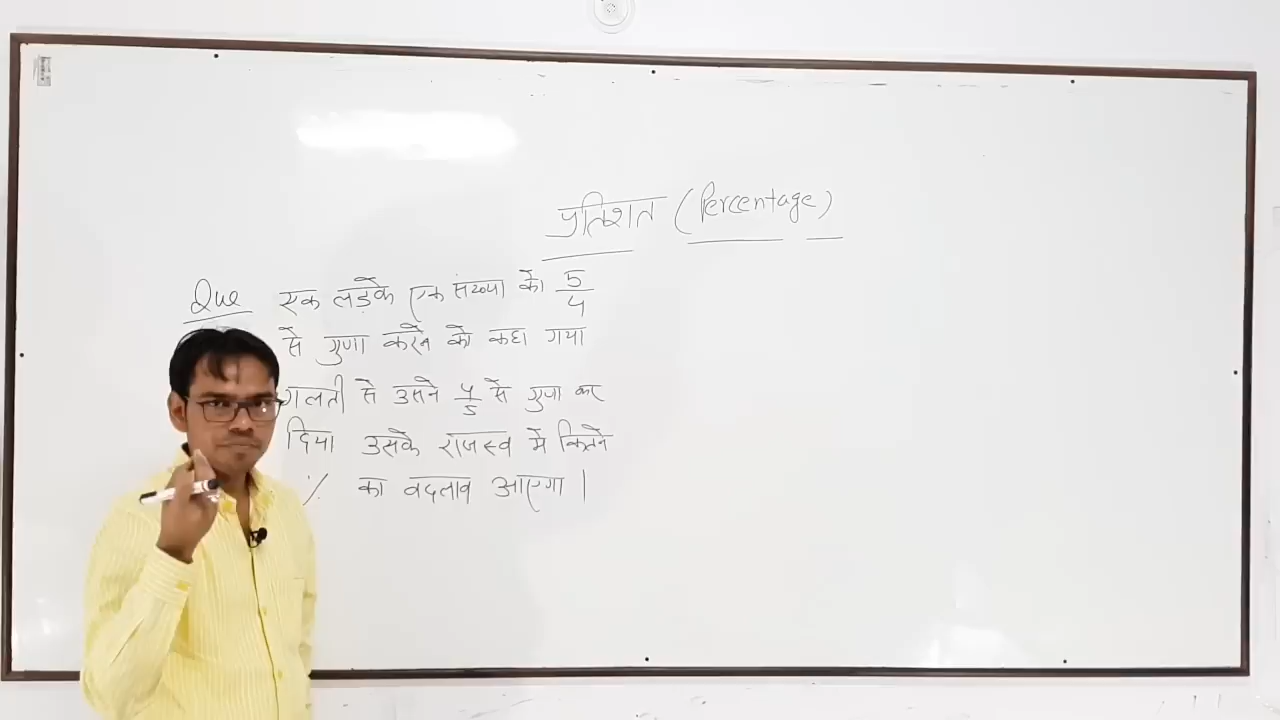 प्रतिशत (Percentage)
Que एक लड़के एक संख्या को 5/4
से गुणा करने को कहा गया
गलती से उसने 4/5 से गुणा कर
दिया उसके राजस्व में कितने
% का बदलाव आएगा |